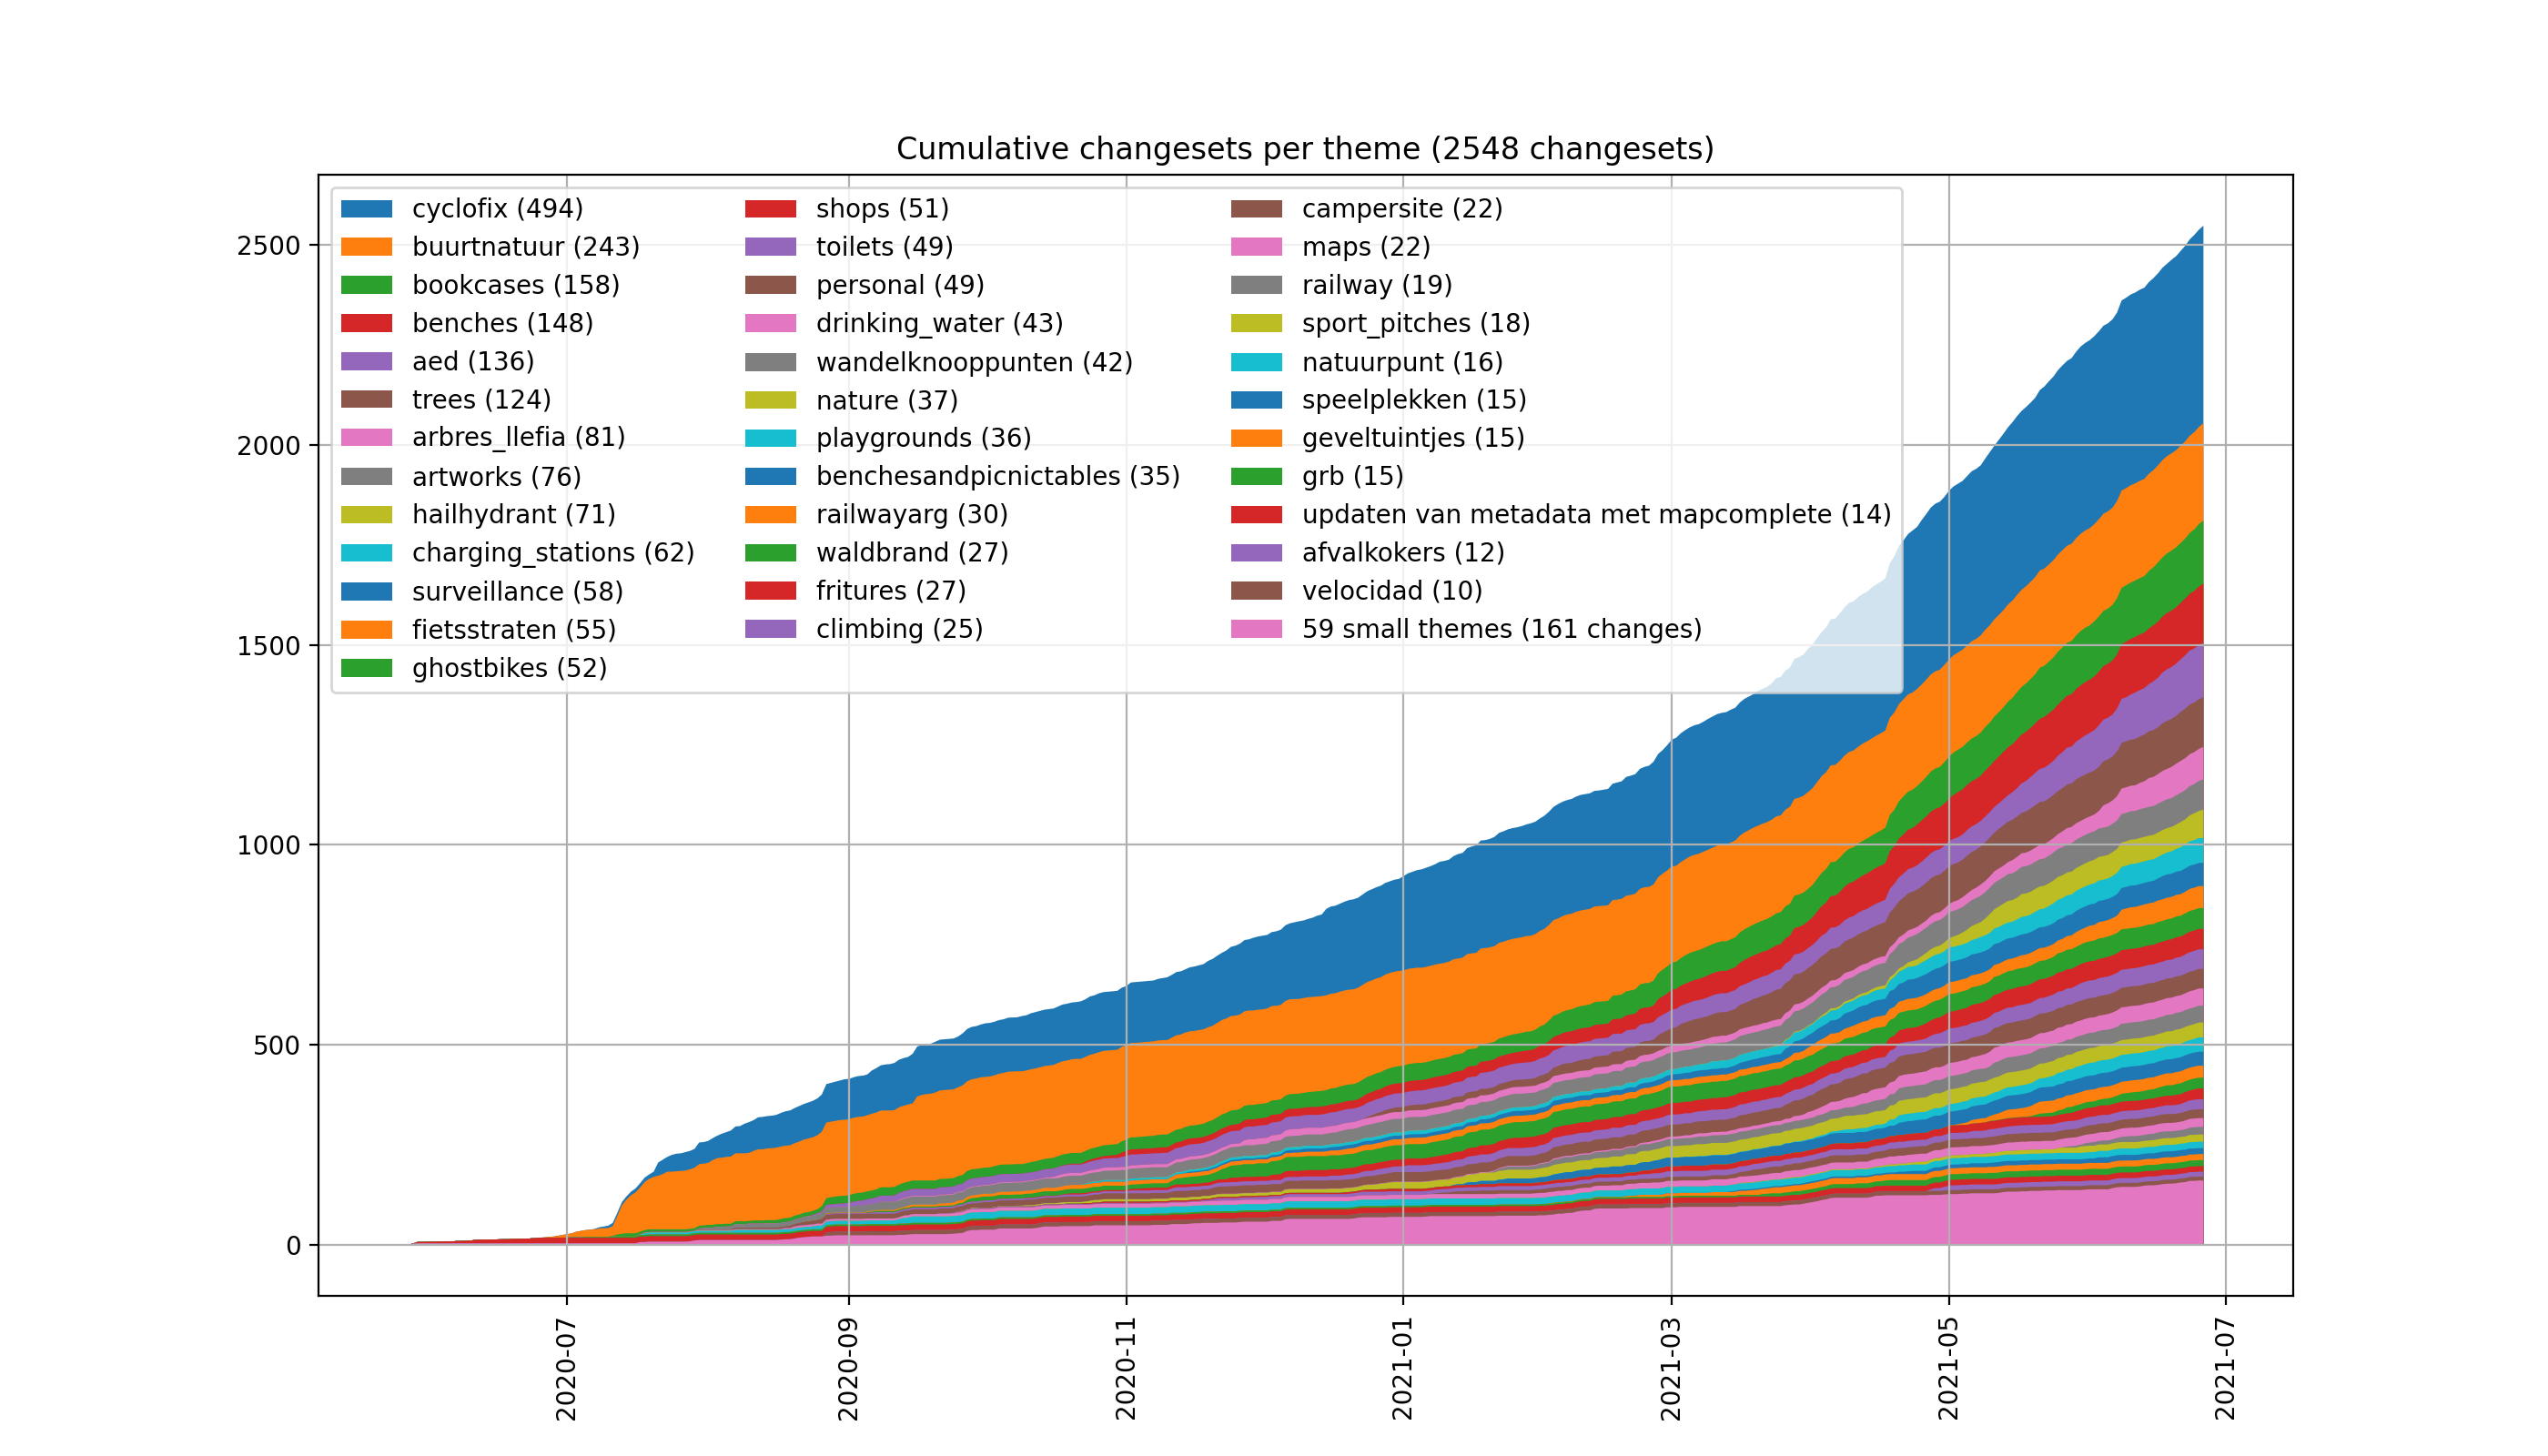 Cumulative changesets per theme (2548 changesets)
cyclofix (494)
buurtnatuur (243)
bookcases (158)
benches (148)
aed (136)
trees (124)
arbres_llefia (81)
artworks (76)
hailhydrant (71)
charging_stations (62)
surveillance (58)
fietsstraten (55)
ghostbikes (52)
shops (51)
toilets (49)
personal (49)
drinking_water (43)
wandelknooppunten (42)
nature (37)
playgrounds (36)
benchesandpicnictables (35)
railwayarg (30)
waldbrand (27)
fritures (27)
climbing (25)
campersite (22)
maps (22)
railway (19)
sport_pitches (18)
natuurpunt (16)
speelplekken (15)
geveltuintjes (15)
grb (15)
updaten van metadata met mapcomplete (14)
afvalkokers (12)
velocidad (10)
59 small themes (161 changes)
2500
2000
1500
1000
500
0
2020-07
2020-09
2020-11
2021-01
2021-03
2021-05
2021-07